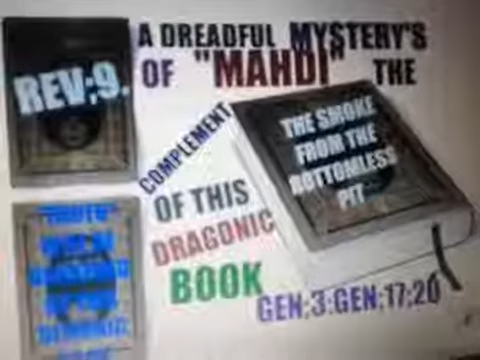 A DREADFUL MYSTERY'S
OF "MAHDI" THE
REV;9.
COMPLEMENT
OF THIS
DRAGONIC
BOOK
THE SMOKE
FROM THE
BOTTOMLESS
PIT
GEN;3:GEN;17:20